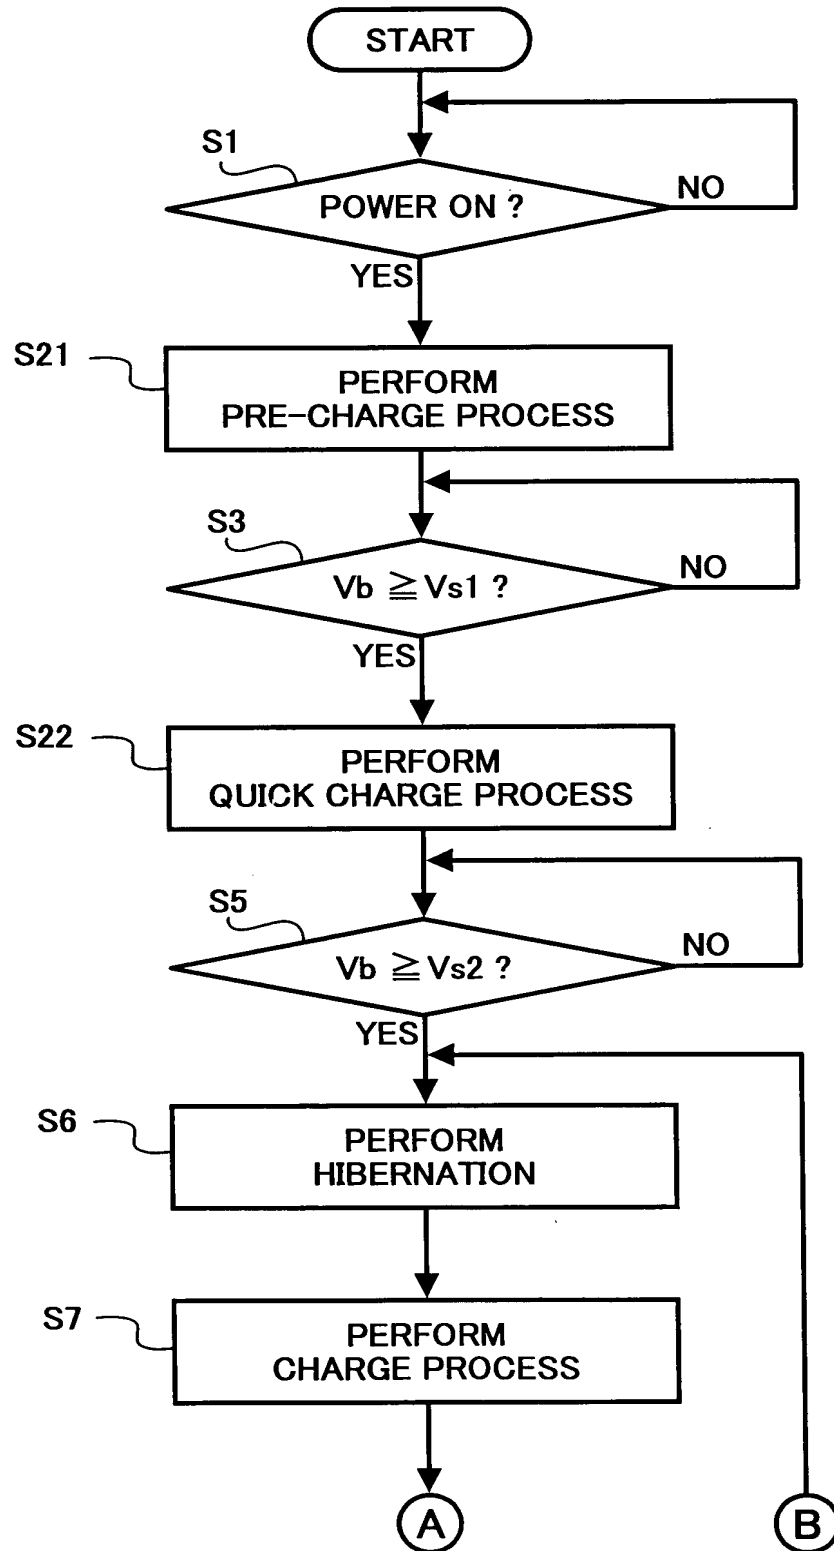 START
S1
POWER ON ?
NO
YES
S21
PERFORM
PRE-CHARGE PROCESS
S3
Vb ≧ Vs1 ?
NO
YES
S22
PERFORM
QUICK CHARGE PROCESS
S5
Vb ≧ Vs2 ?
NO
YES
S6
PERFORM
HIBERNATION
S7
PERFORM
CHARGE PROCESS
A
B